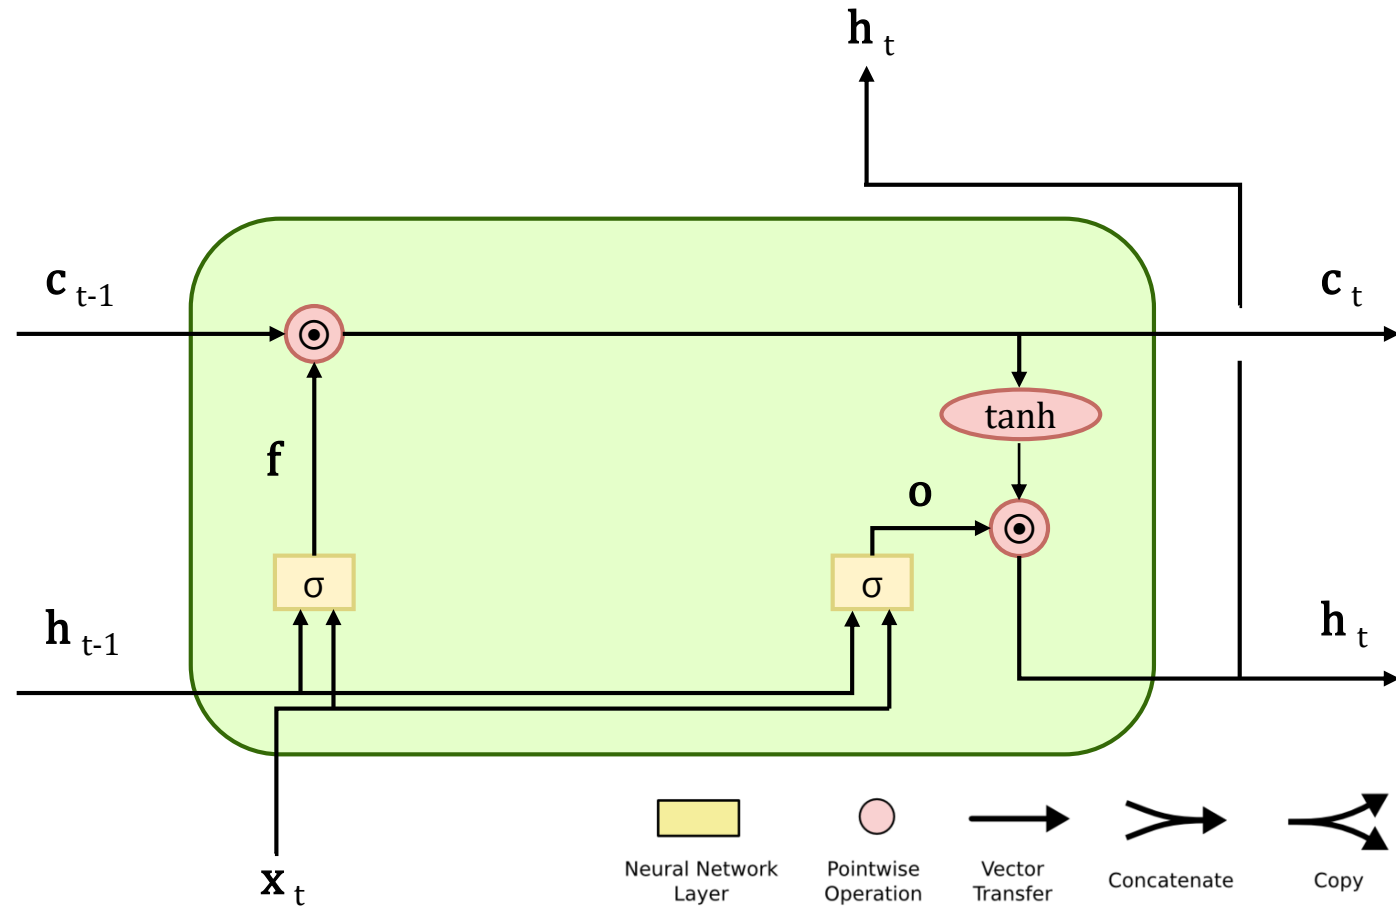 h t
c t-1
c t
tanh
f
o
σ
σ
h t-1
h t
x t
Neural Network
Layer
Pointwise
Operation
Vector
Transfer
Concatenate
Copy